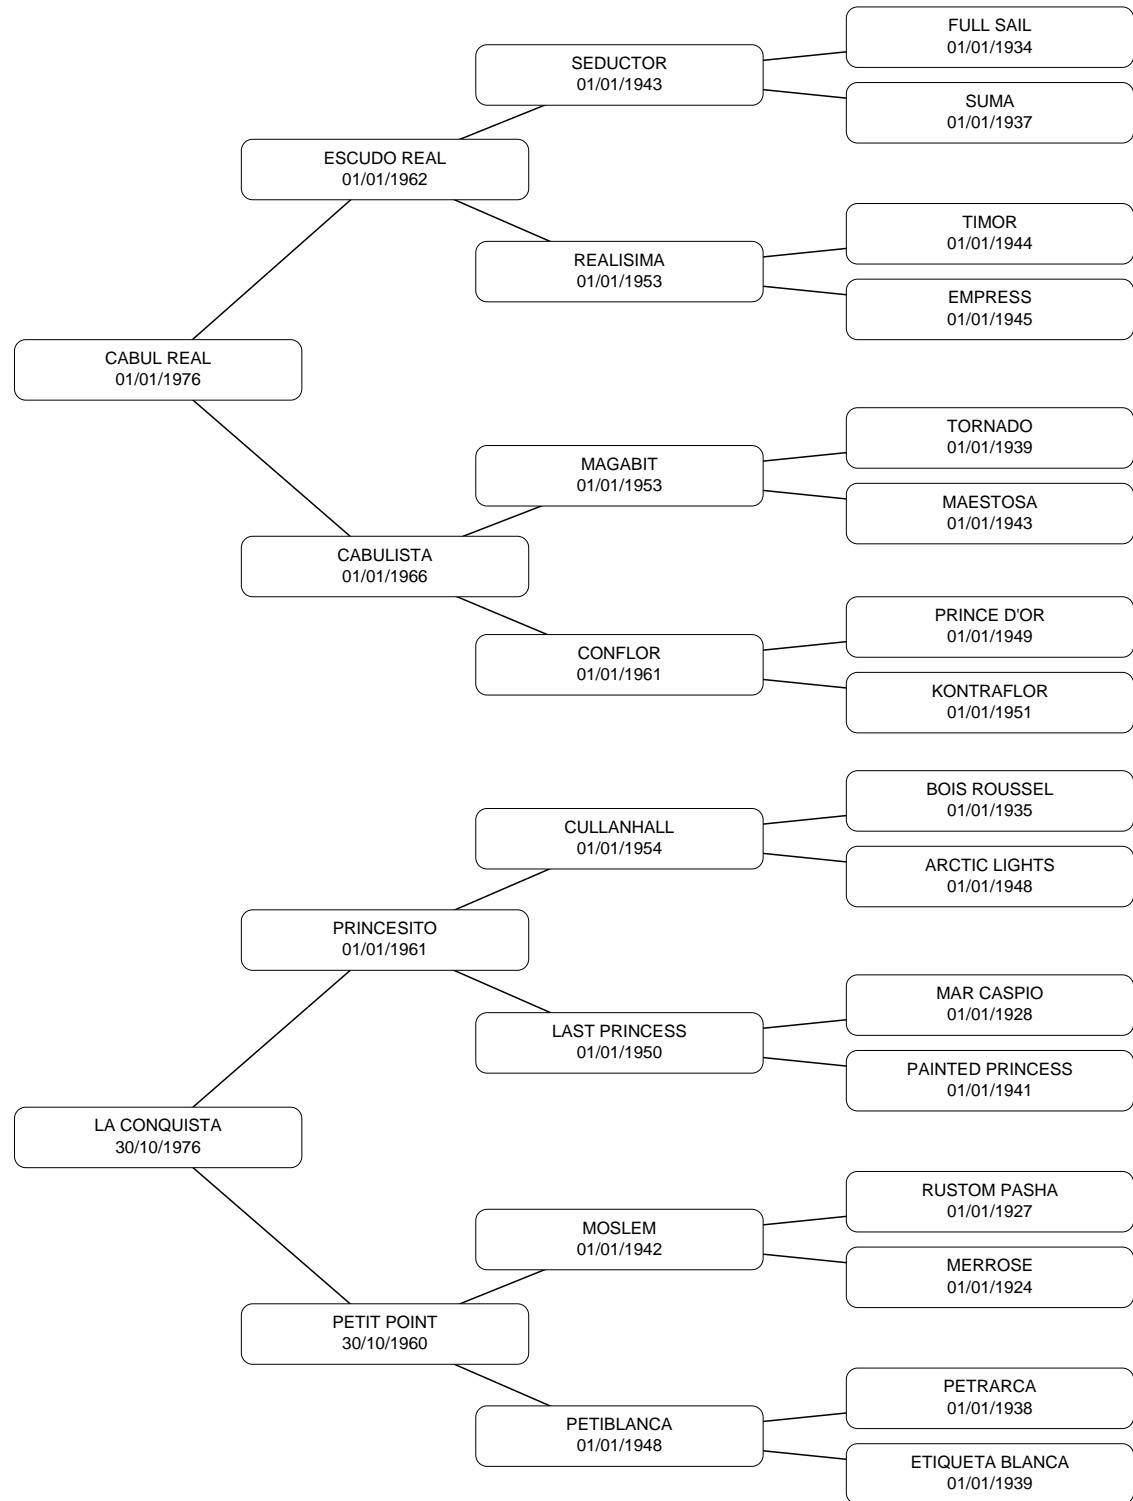 FULL SAIL
01/01/1934
SEDUCTOR
01/01/1943
SUMA
01/01/1937
ESCUDO REAL
01/01/1962
TIMOR
01/01/1944
REALISIMA
01/01/1953
EMPRESS
01/01/1945
CABUL REAL
01/01/1976
TORNADO
01/01/1939
MAGABIT
01/01/1953
MAESTOSA
01/01/1943
CABULISTA
01/01/1966
PRINCE D'OR
01/01/1949
CONFLOR
01/01/1961
KONTRAFLOR
01/01/1951
BOIS ROUSSEL
01/01/1935
CULLANHALL
01/01/1954
ARCTIC LIGHTS
01/01/1948
PRINCESITO
01/01/1961
MAR CASPIO
01/01/1928
LAST PRINCESS
01/01/1950
PAINTED PRINCESS
01/01/1941
LA CONQUISTA
30/10/1976
RUSTOM PASHA
01/01/1927
MOSLEM
01/01/1942
MERROSE
01/01/1924
PETIT POINT
30/10/1960
PETRARCA
01/01/1938
PETIBLANCA
01/01/1948
ETIQUETA BLANCA
01/01/1939